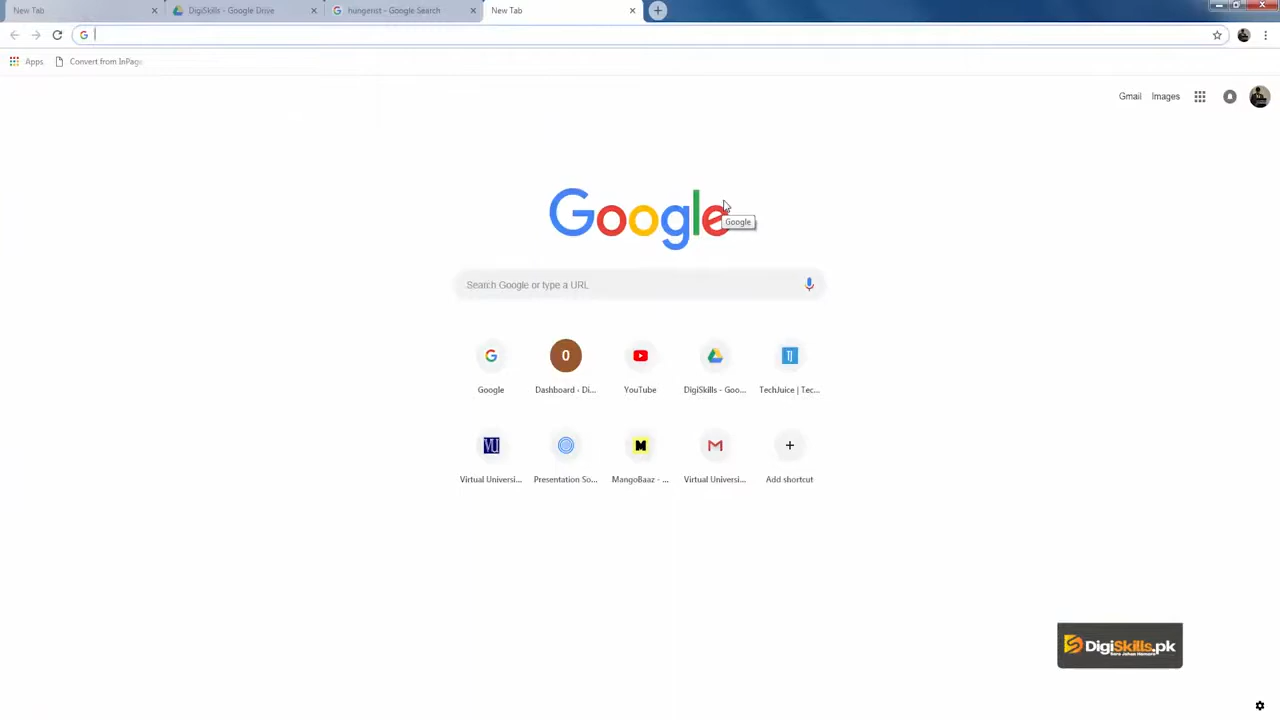 New Tab
DigiSkills - Google Drive
hungerist - Google Search
New Tab
Apps
Convert from InPage
Gmail
Images
Google
Google
Search Google or type a URL
Google
0
Dashboard ‹ Di...
YouTube
DigiSkills - Goo...
TechJuice | Tec...
VU
Virtual Universi...
Presentation So...
M
MangoBaaz - ...
Virtual Universi...
Add shortcut
DigiSkills.pk